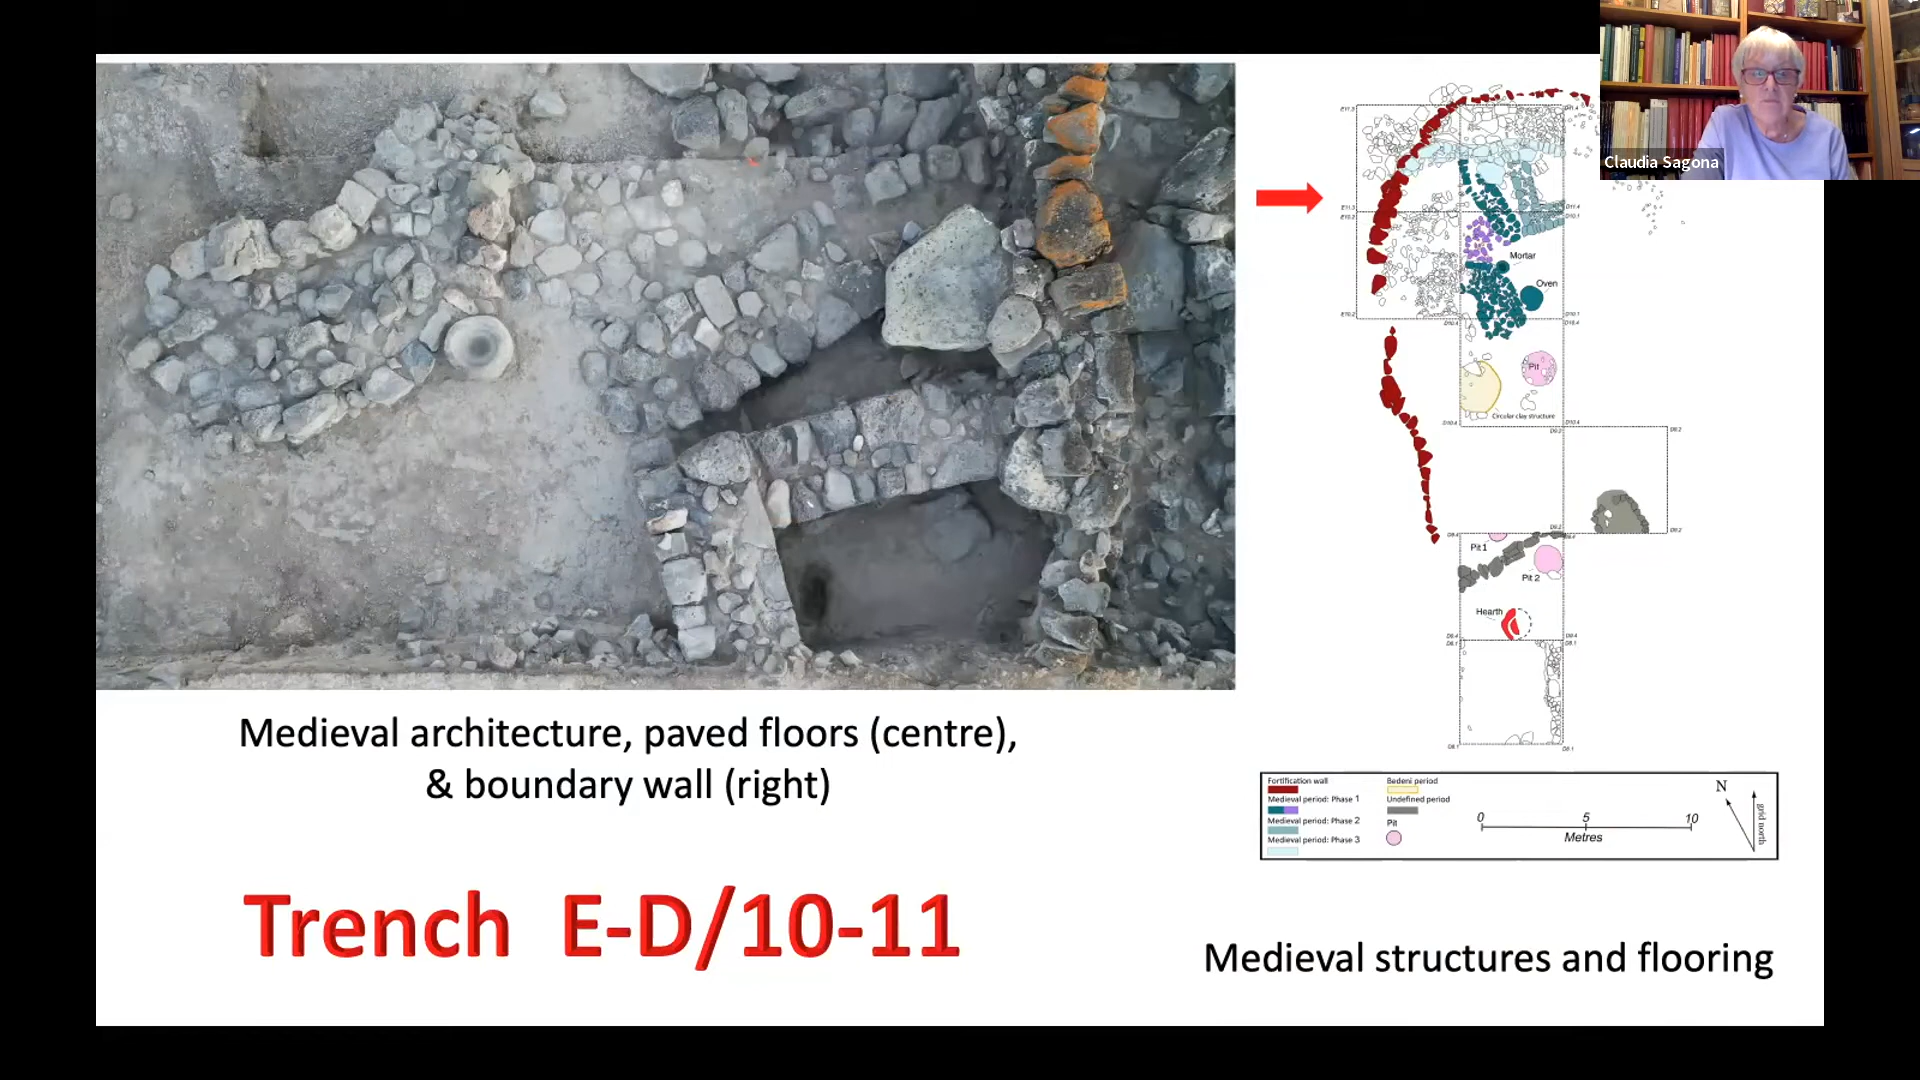 Claudia Sagona
Mortar
Oven
Pit
Circular clay structure
Pit 1
Pit 2
Hearth
Medieval architecture, paved floors (centre),
& boundary wall (right)
Fortification wall
Medieval period: Phase 1
Medieval period: Phase 2
Medieval period: Phase 3
Bedeni period
Undefined period
Pit
0 5 10
Metres
N
grid north
Trench E-D/10-11
Medieval structures and flooring